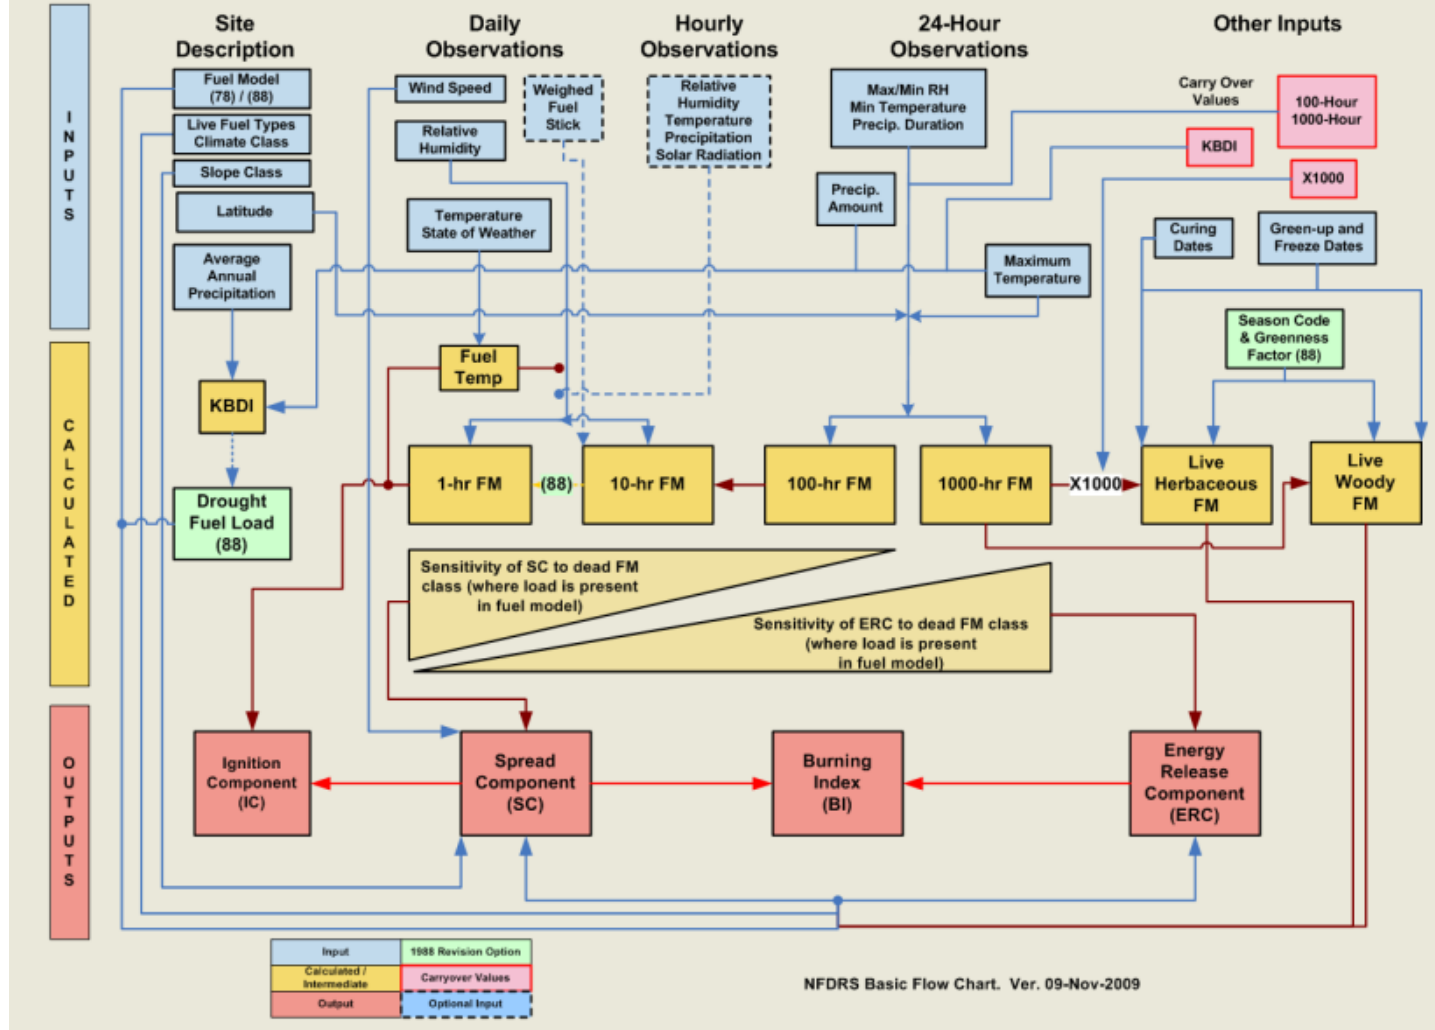 Site
Description
Daily
Observations
Hourly
Observations
24-Hour
Observations
Other Inputs
I
N
P
U
T
S
Fuel Model
(78) / (88)
Live Fuel Types
Climate Class
Slope Class
Latitude
Average
Annual
Precipitation
Wind Speed
Relative
Humidity
Temperature
State of Weather
Weighed
Fuel
Stick
Relative
Humidity
Temperature
Precipitation
Solar Radiation
Max/Min RH
Min Temperature
Precip. Duration
Precip.
Amount
Maximum
Temperature
Carry Over
Values
100-Hour
1000-Hour
KBDI
X1000
Curing
Dates
Green-up and
Freeze Dates
Season Code
& Greenness
Factor (88)
C
A
L
C
U
L
A
T
E
D
Fuel
Temp
KBDI
Drought
Fuel Load
(88)
1-hr FM
(88)
10-hr FM
100-hr FM
1000-hr FM
X1000
Live
Herbaceous
FM
Live
Woody
FM
Sensitivity of SC to dead FM
class (where load is present
in fuel model)
Sensitivity of ERC to dead FM class
(where load is present
in fuel model)
O
U
T
P
U
T
S
Ignition
Component
(IC)
Spread
Component
(SC)
Burning
Index
(BI)
Energy
Release
Component
(ERC)
Input
1988 Revision Option
Calculated /
Intermediate
Carryover Values
Output
Optional Input
NFDRS Basic Flow Chart. Ver. 09-Nov-2009